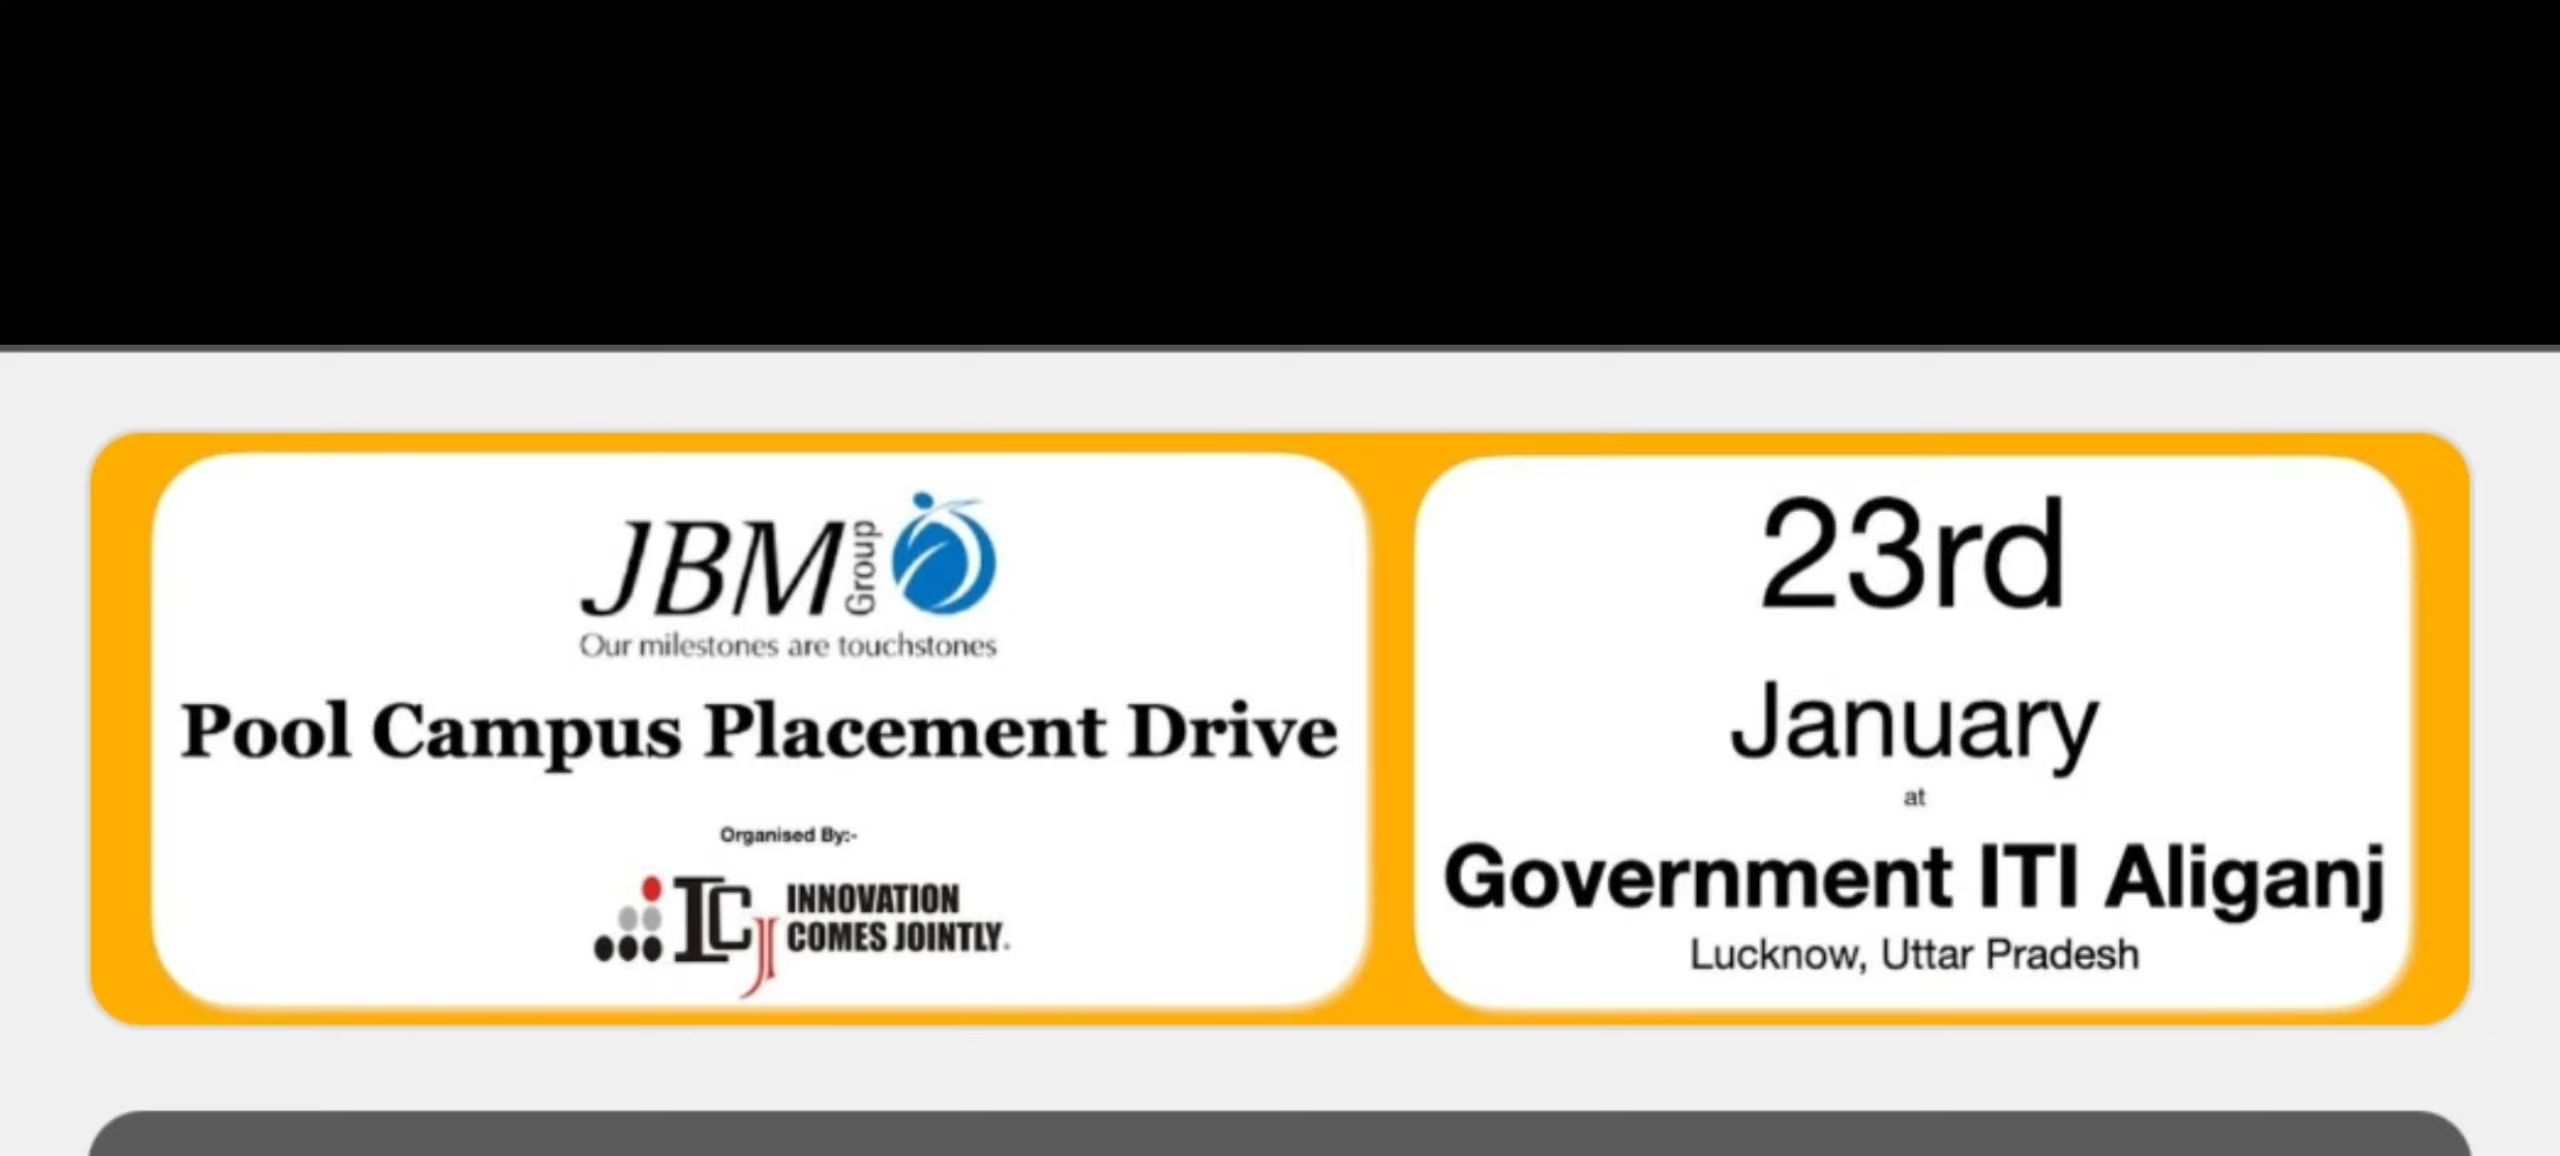 JBM Group
Our milestones are touchstones
Pool Campus Placement Drive
Organised By:-
ICJ INNOVATION
COMES JOINTLY.
23rd
January
at
Government ITI Aliganj
Lucknow, Uttar Pradesh